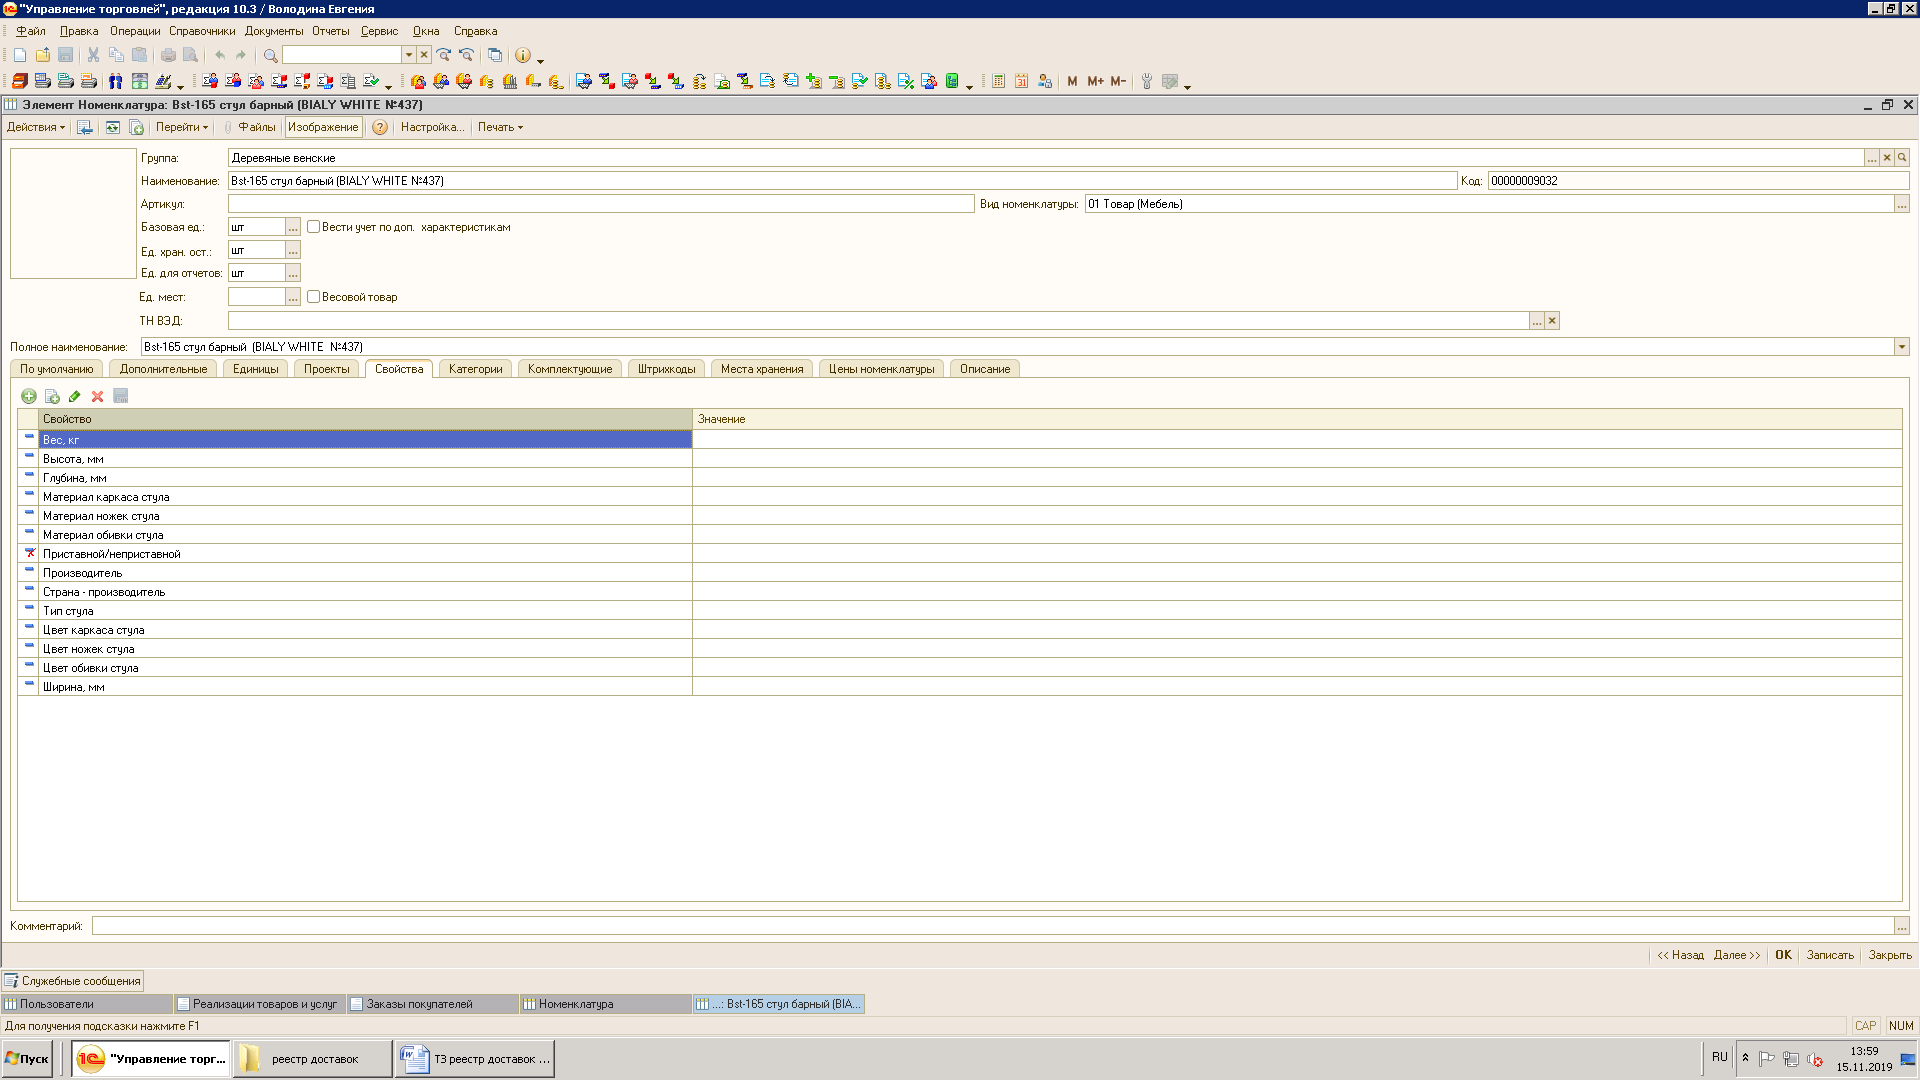 "Управление торговлей", редакция 10.3 / Володина Евгения
Файл Правка Операции Справочники Документы Отчеты Сервис Окна Справка
M M+ M-
Элемент Номенклатура: Bst-165 стул барный (BIALY WHITE №437)
Действия Перейти Файлы Изображение Настройка... Печать
Группа: Деревяные венские
Наименование: Bst-165 стул барный (BIALY WHITE №437) Код: 00000009032
Артикул: Вид номенклатуры: 01 Товар (Мебель)
Базовая ед.: шт Вести учет по доп. характеристикам
Ед. хран. ост.: шт
Ед. для отчетов: шт
Ед. мест: Весовой товар
ТН ВЭД:
Полное наименование: Bst-165 стул барный (BIALY WHITE №437)
По умолчанию Дополнительные Единицы Проекты Свойства Категории Комплектующие Штрихкоды Места хранения Цены номенклатуры Описание
Свойство Значение
Вес, кг
Высота, мм
Глубина, мм
Материал каркаса стула
Материал ножек стула
Материал обивки стула
Приставной/неприставной
Производитель
Страна - производитель
Тип стула
Цвет каркаса стула
Цвет ножек стула
Цвет обивки стула
Ширина, мм
Комментарий:
<< Назад Далее >> OK Записать Закрыть
Служебные сообщения
Пользователи Реализации товаров и услуг Заказы покупателей Номенклатура ...: Bst-165 стул барный (BIA...
Для получения подсказки нажмите F1 CAP NUM
Пуск "Управление торг... реестр доставок ТЗ реестр доставок ... RU 13:59
15.11.2019